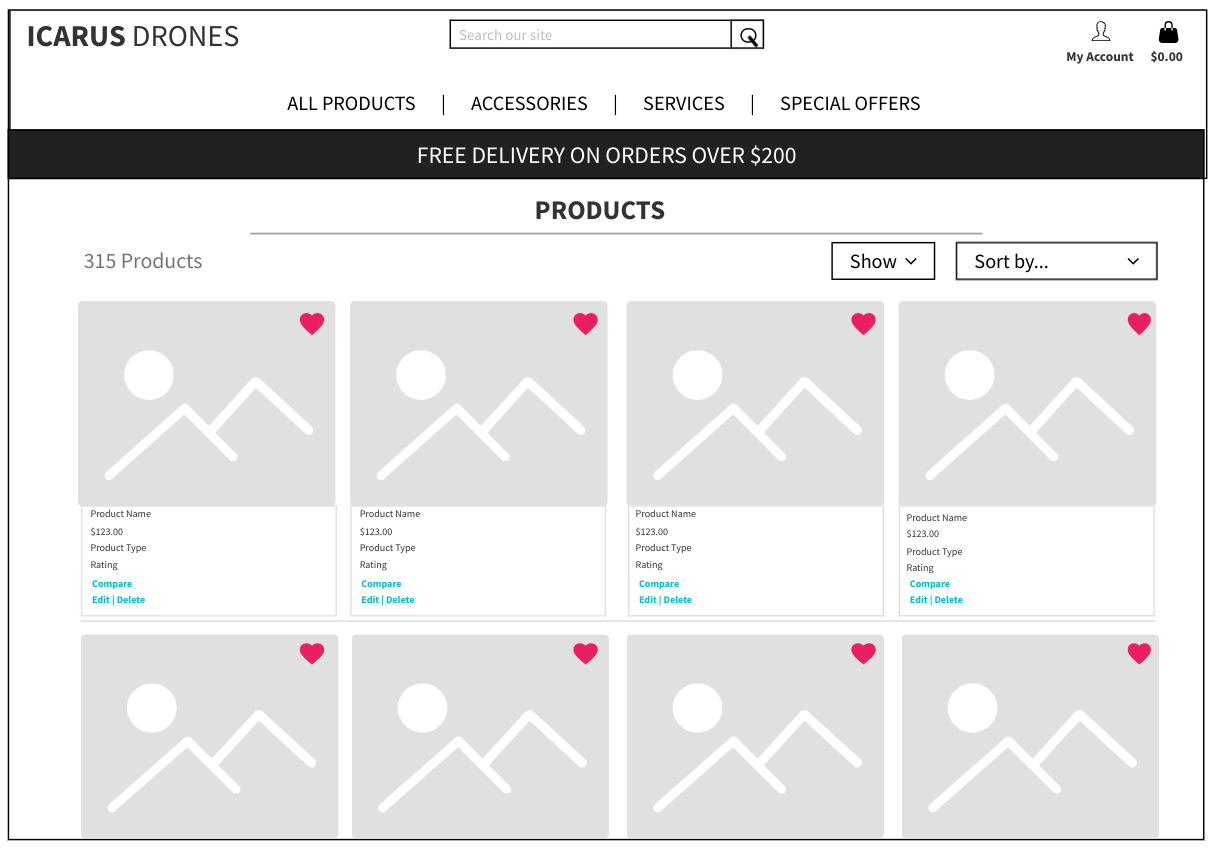 ICARUS DRONES
Search our site
My Account $0.00
ALL PRODUCTS | ACCESSORIES | SERVICES | SPECIAL OFFERS
FREE DELIVERY ON ORDERS OVER $200
PRODUCTS
315 Products
Show
Sort by...
Product Name
$123.00
Product Type
Rating
Compare
Edit | Delete
Product Name
$123.00
Product Type
Rating
Compare
Edit | Delete
Product Name
$123.00
Product Type
Rating
Compare
Edit | Delete
Product Name
$123.00
Product Type
Rating
Compare
Edit | Delete